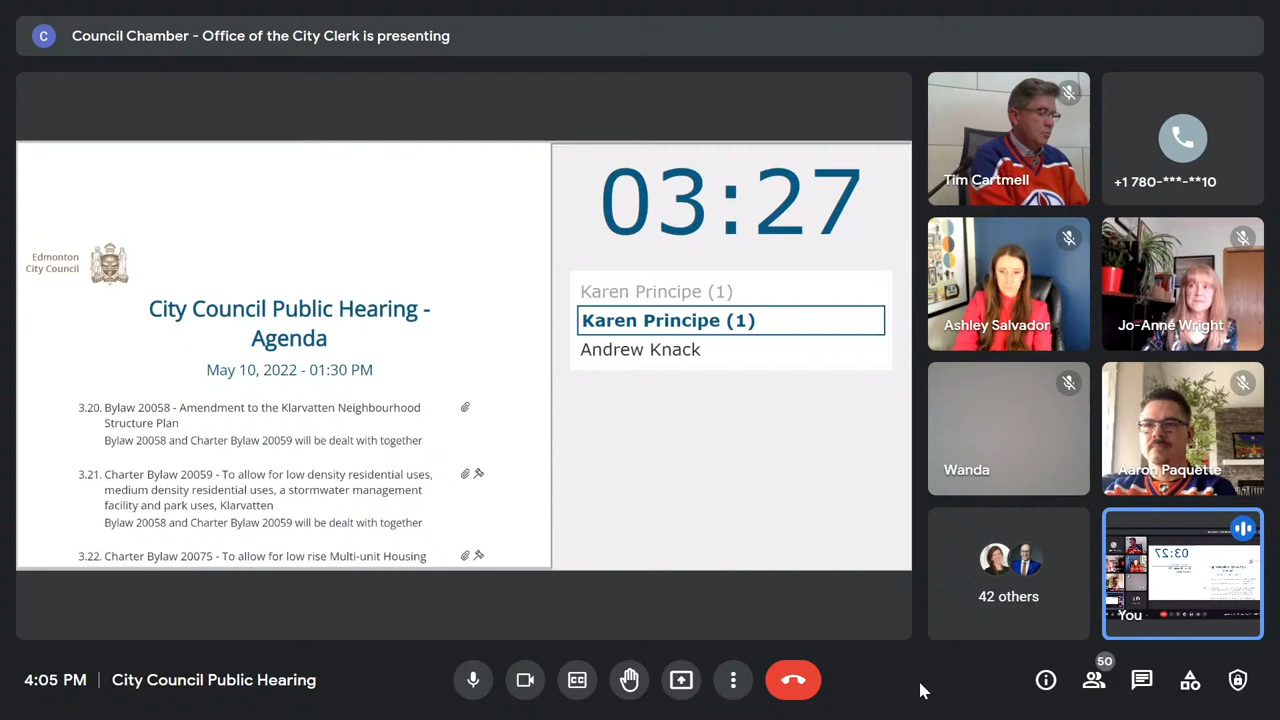 C
Council Chamber - Office of the City Clerk is presenting
Edmonton
City Council
City Council Public Hearing -
Agenda
May 10, 2022 - 01:30 PM
3.20. Bylaw 20058 - Amendment to the Klarvatten Neighbourhood
Structure Plan
Bylaw 20058 and Charter Bylaw 20059 will be dealt with together
3.21. Charter Bylaw 20059 - To allow for low density residential uses,
medium density residential uses, a stormwater management
facility and park uses, Klarvatten
Bylaw 20058 and Charter Bylaw 20059 will be dealt with together
3.22. Charter Bylaw 20075 - To allow for low rise Multi-unit Housing
03:27
Karen Principe (1)
Karen Principe (1)
Andrew Knack
Tim Cartmell
+1 780-***-**10
Ashley Salvador
Jo-Anne Wright
Wanda
Aaron Paquette
42 others
03:27
You
4:05 PM | City Council Public Hearing
50